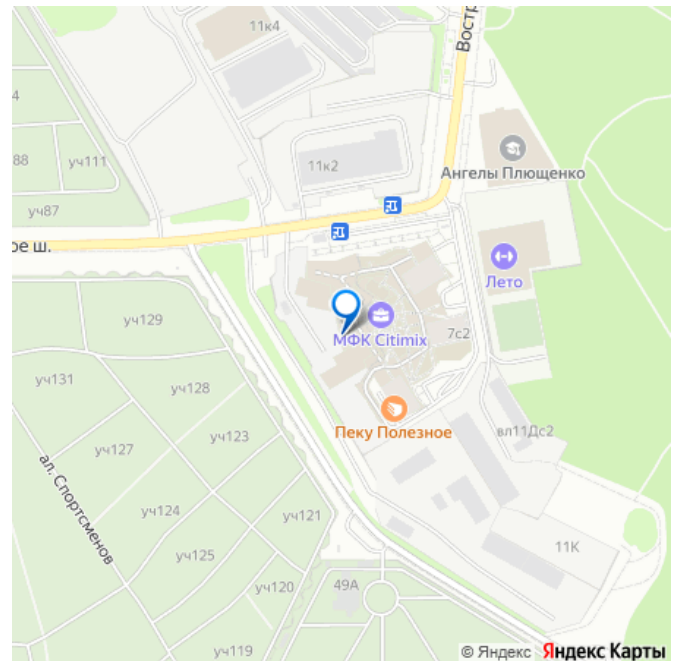 11к4
Востр
4
88
уч111
11к2
Ангелы Плющенко
уч87
ое ш.
Лето
уч129
МФК Citimix
7с2
уч131
уч128
Пеку Полезное
уч123
вл11Дс2
уч127
ал. Спортсменов
уч124
уч121
уч125
11К
уч120
49А
уч119
© Яндекс Яндекс Карты